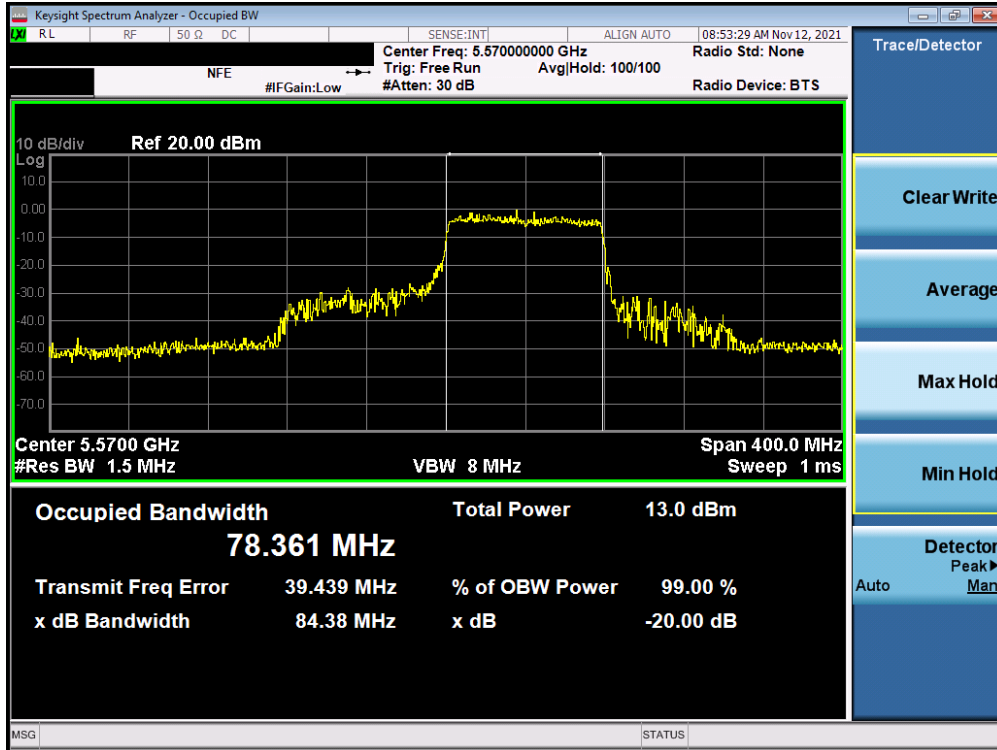 Keysight Spectrum Analyzer - Occupied BW
LXI RL RF 50 Ω DC SENSE:INT ALIGN AUTO 08:53:29 AM Nov 12, 2021
Center Freq: 5.570000000 GHz Radio Std: None
NFE Trig: Free Run Avg|Hold: 100/100
#IFGain:Low #Atten: 30 dB Radio Device: BTS
Trace/Detector
10 dB/div Ref 20.00 dBm
Log
10.0
0.00
-10.0
-20.0
-30.0
-40.0
-50.0
-60.0
-70.0
Center 5.5700 GHz Span 400.0 MHz
#Res BW 1.5 MHz VBW 8 MHz Sweep 1 ms
Occupied Bandwidth Total Power 13.0 dBm
78.361 MHz
Transmit Freq Error 39.439 MHz % of OBW Power 99.00 %
x dB Bandwidth 84.38 MHz x dB -20.00 dB
Clear Write
Average
Max Hold
Min Hold
Detector
Peak▶
Auto Man
MSG STATUS